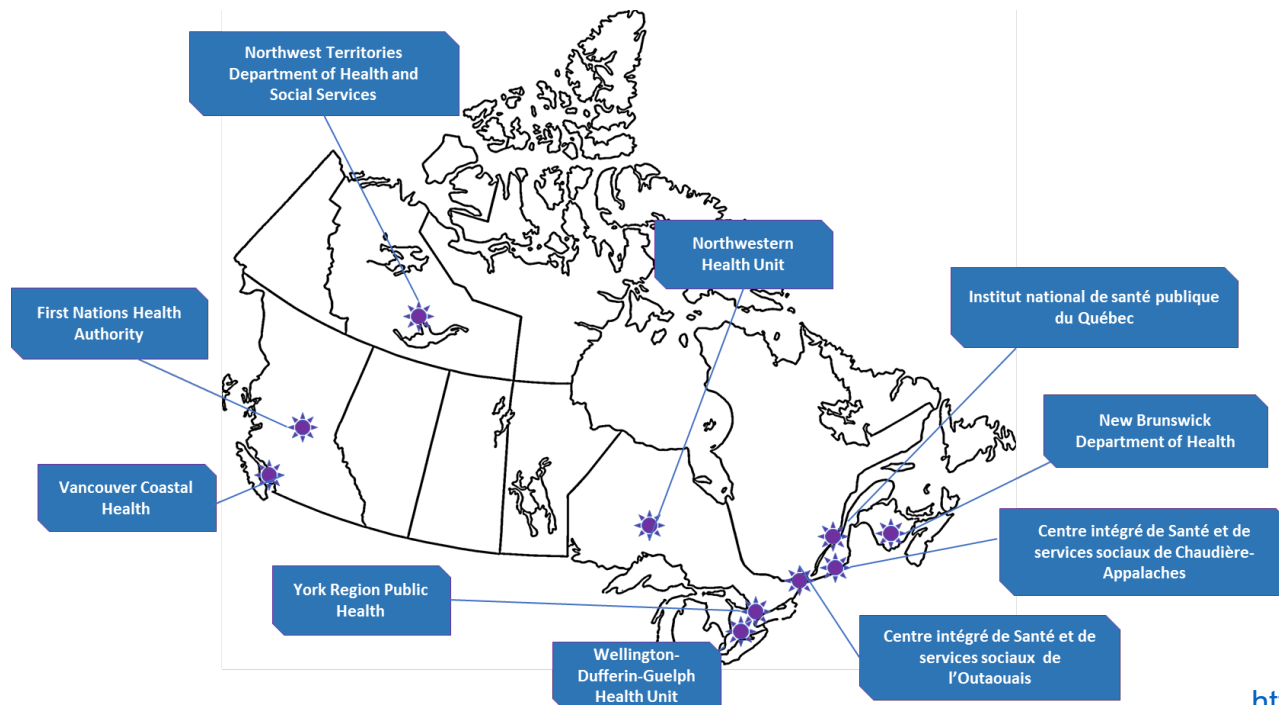 Northwest Territories
Department of Health and
Social Services
Northwestern
Health Unit
Institut national de santé publique
du Québec
First Nations Health
Authority
New Brunswick
Department of Health
Vancouver Coastal
Health
Centre intégré de Santé et de
services sociaux de Chaudière-
Appalaches
York Region Public
Health
Centre intégré de Santé et de
services sociaux de
l'Outaouais
Wellington-
Dufferin-Guelph
Health Unit